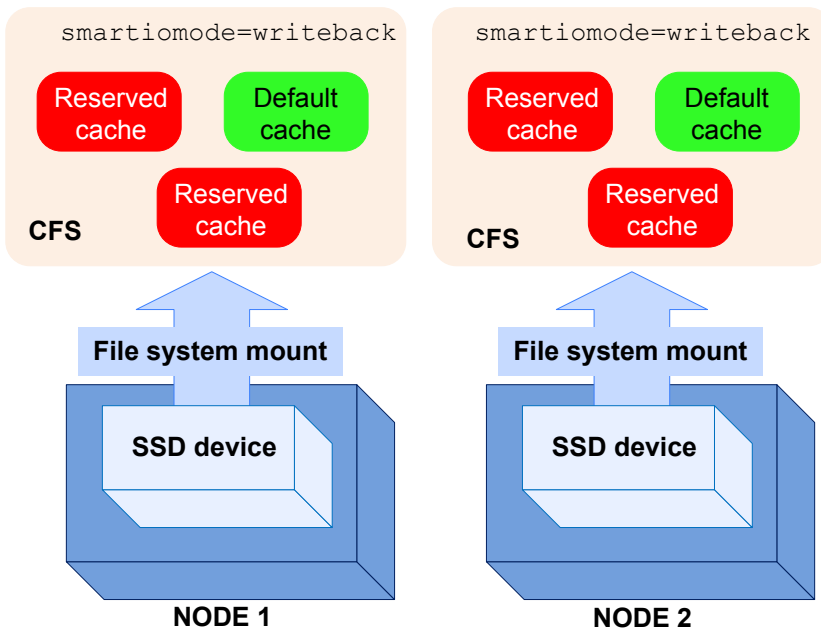 smartiomode=writeback
Reserved
cache
Default
cache
Reserved
cache
CFS
File system mount
SSD device
NODE 1
smartiomode=writeback
Reserved
cache
Default
cache
Reserved
cache
CFS
File system mount
SSD device
NODE 2